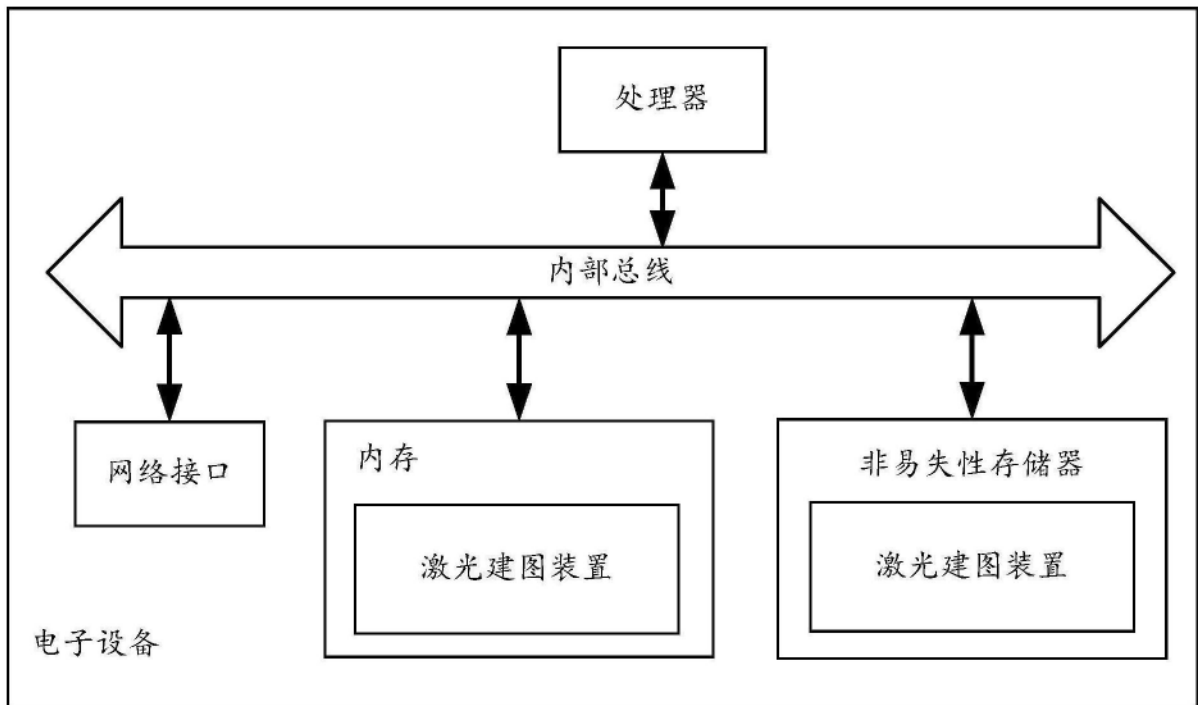 处理器
内部总线
网络接口
内存
激光建图装置
非易失性存储器
激光建图装置
电子设备